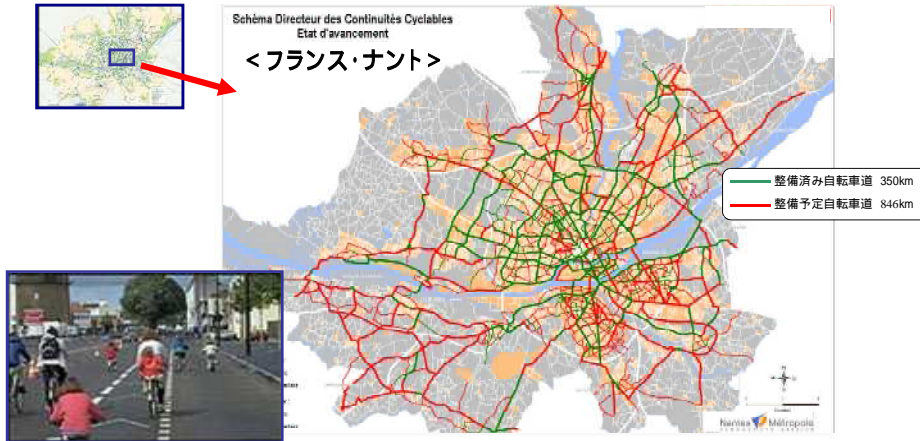 Schéma Directeur des Continuités Cyclables
Etat d'avancement
<フランス・ナント>
整備済み自転車道 350km
整備予定自転車道 846km
Nantes Métropole